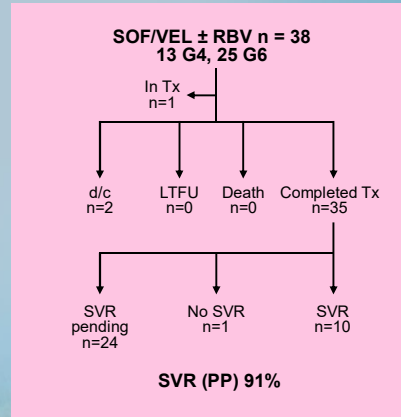 SOF/VEL ± RBV n = 38
13 G4, 25 G6
In Tx
n=1
d/c
n=2
LTFU
n=0
Death
n=0
Completed Tx
n=35
SVR
pending
n=24
No SVR
n=1
SVR
n=10
SVR (PP) 91%